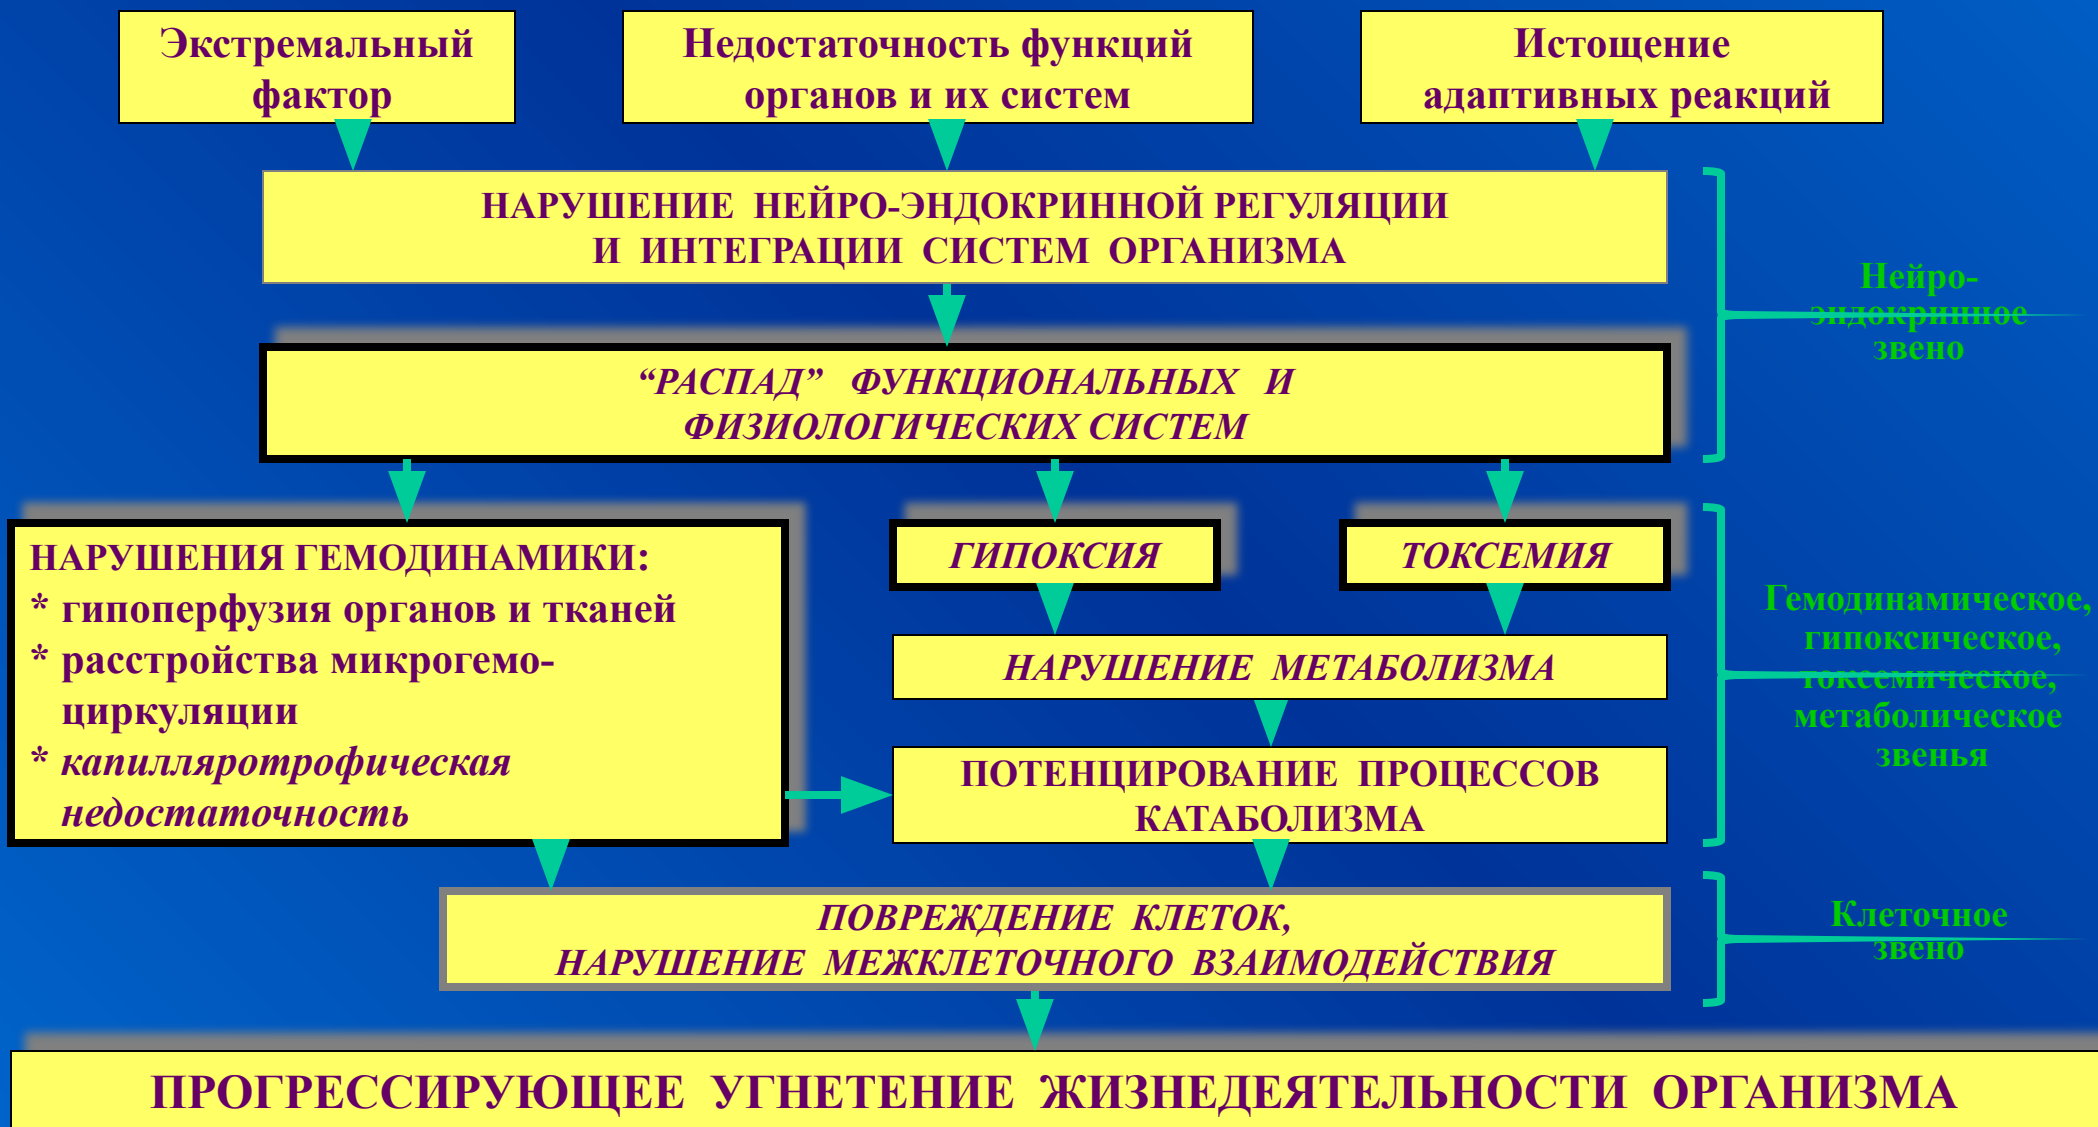 Экстремальный
фактор
Недостаточность функций
органов и их систем
Истощение
адаптивных реакций
НАРУШЕНИЕ НЕЙРО-ЭНДОКРИННОЙ РЕГУЛЯЦИИ
И ИНТЕГРАЦИИ СИСТЕМ ОРГАНИЗМА
Нейро-
эндокринное
звено
“РАСПАД” ФУНКЦИОНАЛЬНЫХ И
ФИЗИОЛОГИЧЕСКИХ СИСТЕМ
НАРУШЕНИЯ ГЕМОДИНАМИКИ:
* гипоперфузия органов и тканей
* расстройства микрогемо-
циркуляции
* капилляротрофическая
недостаточность
ГИПОКСИЯ
ТОКСЕМИЯ
НАРУШЕНИЕ МЕТАБОЛИЗМА
ПОТЕНЦИРОВАНИЕ ПРОЦЕССОВ
КАТАБОЛИЗМА
Гемодинамическое,
гипоксическое,
токсемическое,
метаболическое
звенья
ПОВРЕЖДЕНИЕ КЛЕТОК,
НАРУШЕНИЕ МЕЖКЛЕТОЧНОГО ВЗАИМОДЕЙСТВИЯ
Клеточное
звено
ПРОГРЕССИРУЮЩЕЕ УГНЕТЕНИЕ ЖИЗНЕДЕЯТЕЛЬНОСТИ ОРГАНИЗМА